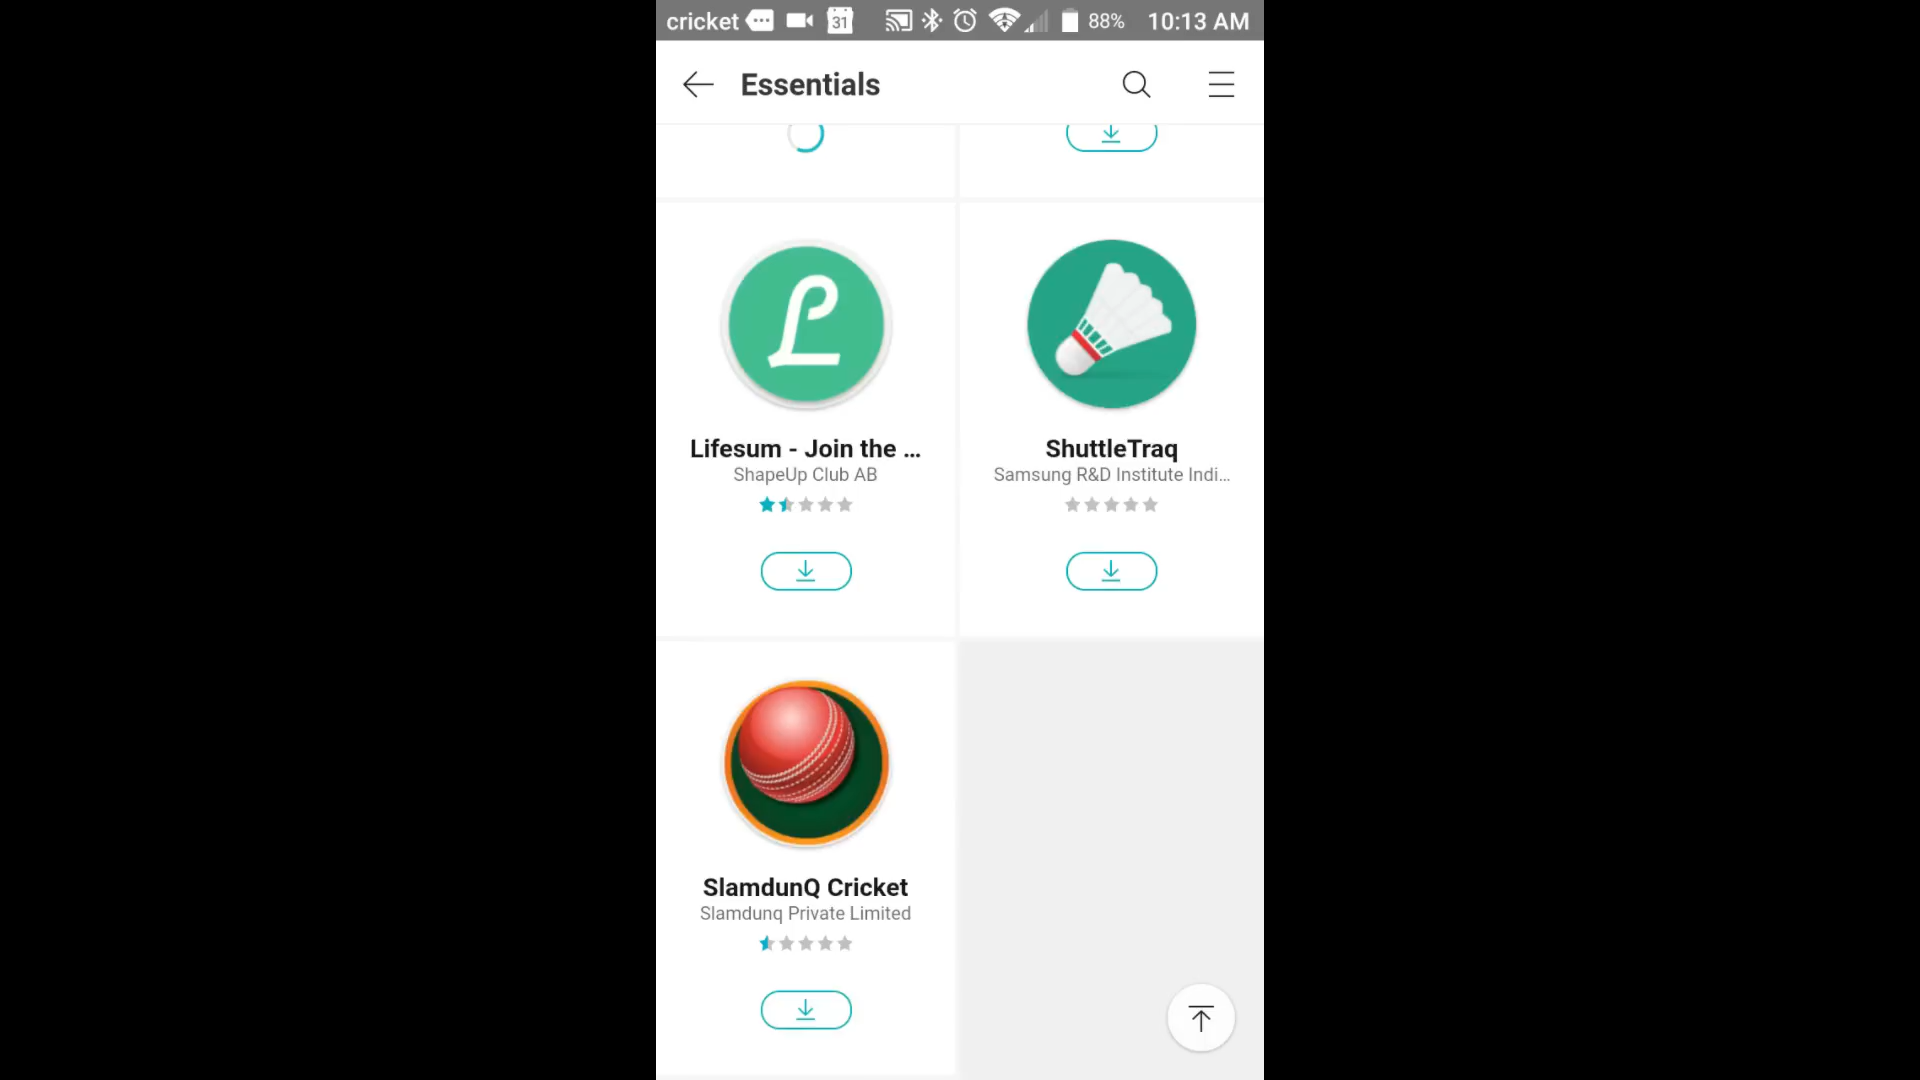 cricket 31 88% 10:13 AM
Essentials
L
Lifesum - Join the ...
ShapeUp Club AB
ShuttleTraq
Samsung R&D Institute Indi...
SlamdunQ Cricket
Slamdunq Private Limited